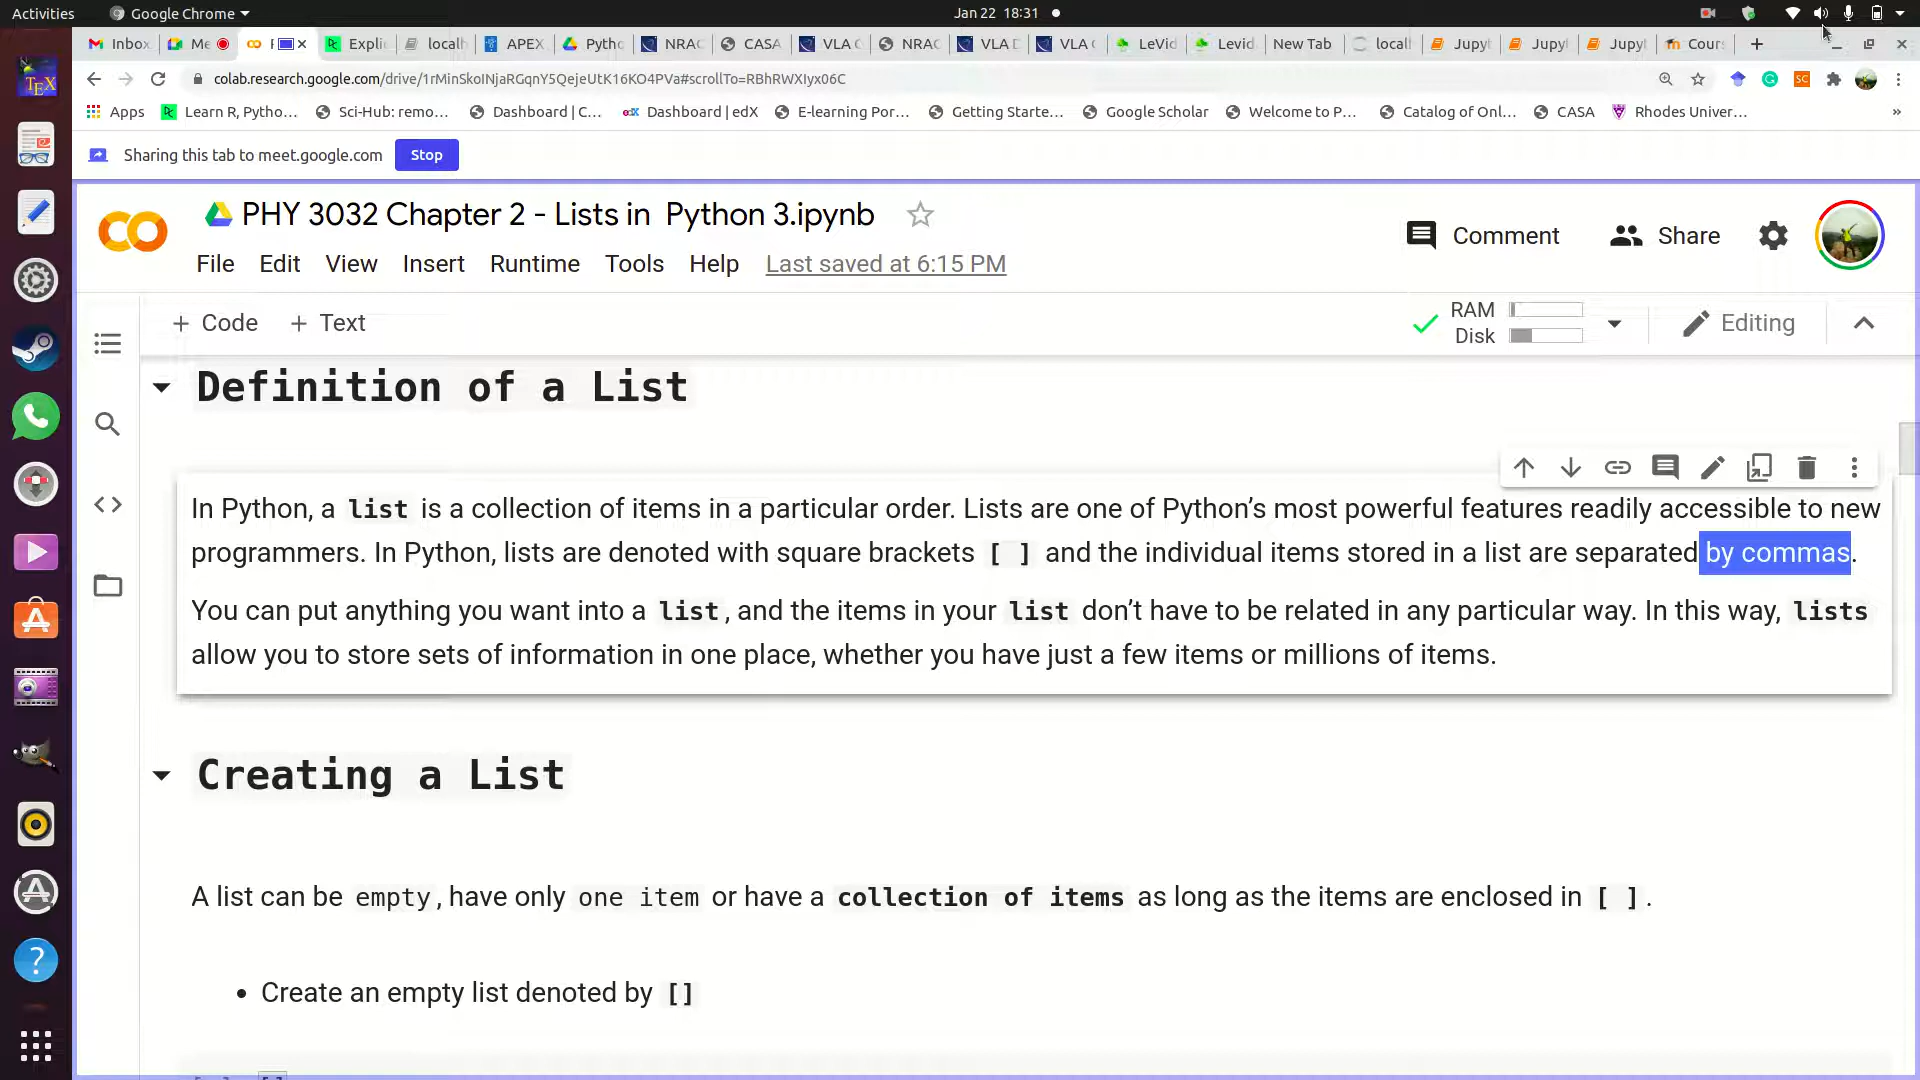 Activities
Google Chrome
Jan 22 18:31
Inbox
Me
Expli
localh
APEX
Pytho
NRAC
CASA
VLA C
NRAC
VLA D
VLA C
LeVid
Levid
New Tab
locall
Jupyt
Jupyt
Jupyt
Cours
colab.research.google.com/drive/1rMinSkoINjaRGqnY5QejeUtK16KO4PVa#scrollTo=RBhRWXIyx06C
Apps
Learn R, Pytho...
Sci-Hub: remo...
Dashboard | C...
Dashboard | edX
E-learning Por...
Getting Starte...
Google Scholar
Welcome to P...
Catalog of Onl...
CASA
Rhodes Univer...
Sharing this tab to meet.google.com
Stop
PHY 3032 Chapter 2 - Lists in Python 3.ipynb
Comment
Share
File Edit View Insert Runtime Tools Help Last saved at 6:15 PM
+ Code + Text
RAM
Disk
Editing
Definition of a List
In Python, a list is a collection of items in a particular order. Lists are one of Python’s most powerful features readily accessible to new
programmers. In Python, lists are denoted with square brackets [ ] and the individual items stored in a list are separated by commas.
You can put anything you want into a list, and the items in your list don’t have to be related in any particular way. In this way, lists
allow you to store sets of information in one place, whether you have just a few items or millions of items.
Creating a List
A list can be empty, have only one item or have a collection of items as long as the items are enclosed in [ ].
• Create an empty list denoted by []